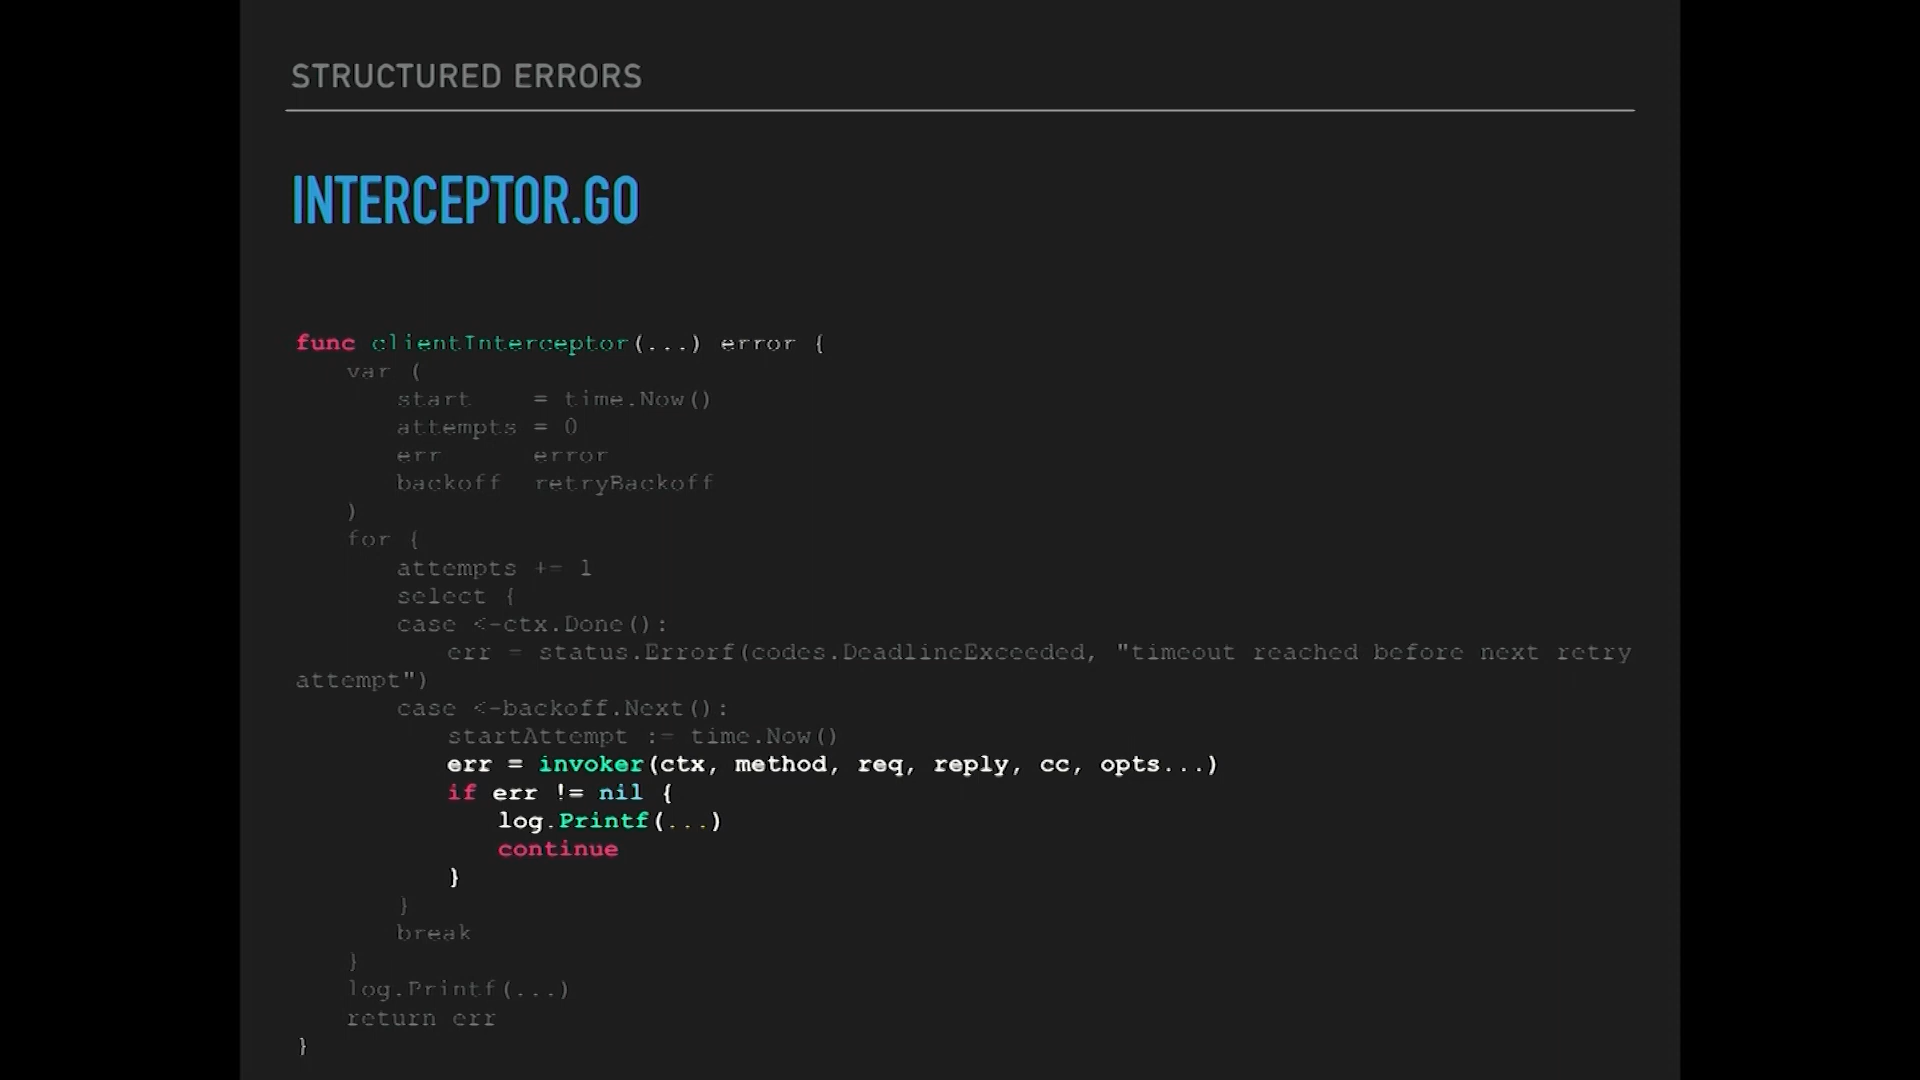 STRUCTURED ERRORS
INTERCEPTOR.GO
func clientInterceptor(...) error {
    var (
        start    = time.Now()
        attempts = 0
        err      error
        backoff  retryBackoff
    )
    for {
        attempts += 1
        select {
        case <-ctx.Done():
            err = status.Errorf(codes.DeadlineExceeded, "timeout reached before next retry
attempt")
        case <-backoff.Next():
            startAttempt := time.Now()
            err = invoker(ctx, method, req, reply, cc, opts...)
            if err != nil {
                log.Printf(...)
                continue
            }
        }
        break
    }
    log.Printf(...)
    return err
}